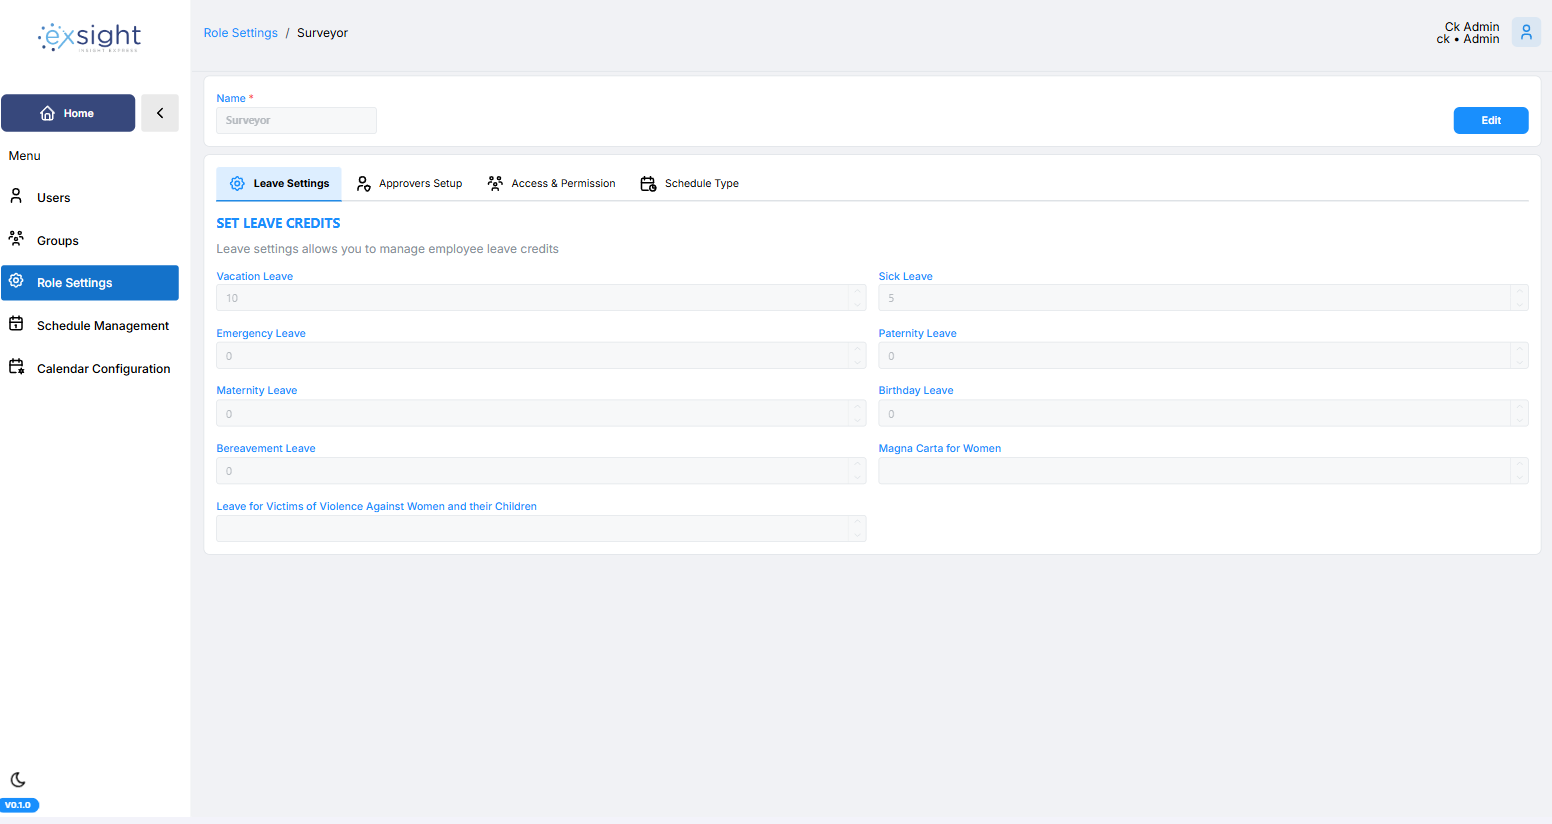 exsight
INSIGHT EXPRESS
Home
Menu
Users
Groups
Role Settings
Schedule Management
Calendar Configuration
V0.1.0
Role Settings / Surveyor
Ck Admin
ck • Admin
Name *
Surveyor
Edit
Leave Settings
Approvers Setup
Access & Permission
Schedule Type
SET LEAVE CREDITS
Leave settings allows you to manage employee leave credits
Vacation Leave
10
Sick Leave
5
Emergency Leave
0
Paternity Leave
0
Maternity Leave
0
Birthday Leave
0
Bereavement Leave
0
Magna Carta for Women
Leave for Victims of Violence Against Women and their Children